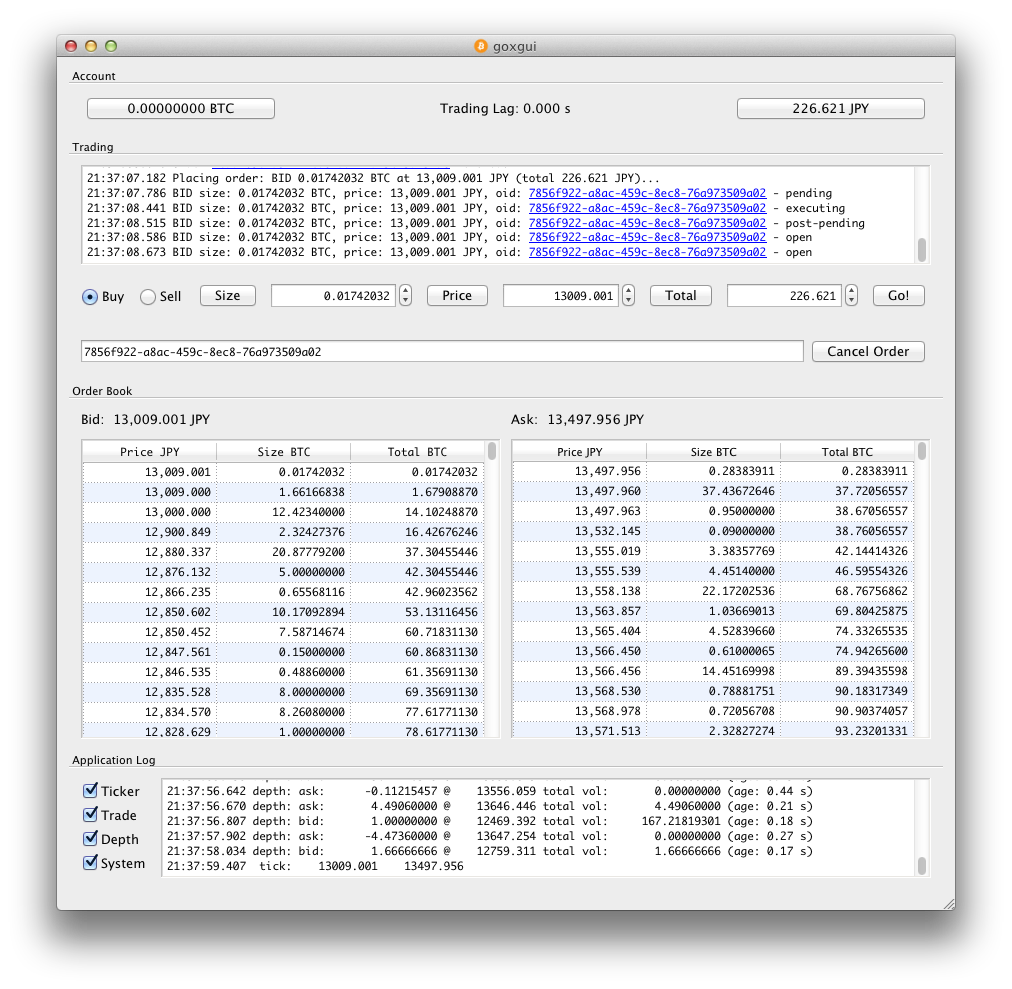 goxgui
Account
0.00000000 BTC Trading Lag: 0.000 s 226.621 JPY
Trading
21:37:07.182 Placing order: BID 0.01742032 BTC at 13,009.001 JPY (total 226.621 JPY)...
21:37:07.786 BID size: 0.01742032 BTC, price: 13,009.001 JPY, oid: 7856f922-a8ac-459c-8ec8-76a973509a02 - pending
21:37:08.441 BID size: 0.01742032 BTC, price: 13,009.001 JPY, oid: 7856f922-a8ac-459c-8ec8-76a973509a02 - executing
21:37:08.515 BID size: 0.01742032 BTC, price: 13,009.001 JPY, oid: 7856f922-a8ac-459c-8ec8-76a973509a02 - post-pending
21:37:08.586 BID size: 0.01742032 BTC, price: 13,009.001 JPY, oid: 7856f922-a8ac-459c-8ec8-76a973509a02 - open
21:37:08.673 BID size: 0.01742032 BTC, price: 13,009.001 JPY, oid: 7856f922-a8ac-459c-8ec8-76a973509a02 - open
Buy Sell Size 0.01742032 Price 13009.001 Total 226.621 Go!
7856f922-a8ac-459c-8ec8-76a973509a02 Cancel Order
Order Book
Bid: 13,009.001 JPY
Price JPY Size BTC Total BTC
13,009.001 0.01742032 0.01742032
13,009.000 1.66166838 1.67908870
13,000.000 12.42340000 14.10248870
12,900.849 2.32427376 16.42676246
12,880.337 20.87779200 37.30455446
12,876.132 5.00000000 42.30455446
12,866.235 0.65568116 42.96023562
12,850.602 10.17092894 53.13116456
12,850.452 7.58714674 60.71831130
12,847.561 0.15000000 60.86831130
12,846.535 0.48860000 61.35691130
12,835.528 8.00000000 69.35691130
12,834.570 8.26080000 77.61771130
12,828.629 1.00000000 78.61771130
Ask: 13,497.956 JPY
Price JPY Size BTC Total BTC
13,497.956 0.28383911 0.28383911
13,497.960 37.43672646 37.72056557
13,497.963 0.95000000 38.67056557
13,532.145 0.09000000 38.76056557
13,555.019 3.38357769 42.14414326
13,555.539 4.45140000 46.59554326
13,558.138 22.17202536 68.76756862
13,563.857 1.03669013 69.80425875
13,565.404 4.52839660 74.33265535
13,566.450 0.61000065 74.94265600
13,566.456 14.45169998 89.39435598
13,568.530 0.78881751 90.18317349
13,568.978 0.72056708 90.90374057
13,571.513 2.32827274 93.23201331
Application Log
Ticker
Trade
Depth
System
21:37:56.642 depth: ask: -0.11215457 @ 13556.059 total vol: 0.00000000 (age: 0.44 s)
21:37:56.670 depth: ask: 4.49060000 @ 13646.446 total vol: 4.49060000 (age: 0.21 s)
21:37:56.807 depth: bid: 1.00000000 @ 12469.392 total vol: 167.21819301 (age: 0.18 s)
21:37:57.902 depth: ask: -4.47360000 @ 13647.254 total vol: 0.00000000 (age: 0.27 s)
21:37:58.034 depth: bid: 1.66666666 @ 12759.311 total vol: 1.66666666 (age: 0.17 s)
21:37:59.407 tick: 13009.001 13497.956